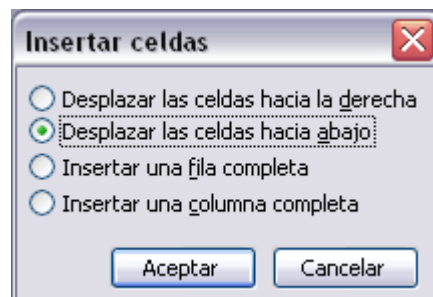 Insertar celdas
Desplazar las celdas hacia la derecha
Desplazar las celdas hacia abajo
Insertar una fila completa
Insertar una columna completa
Aceptar Cancelar